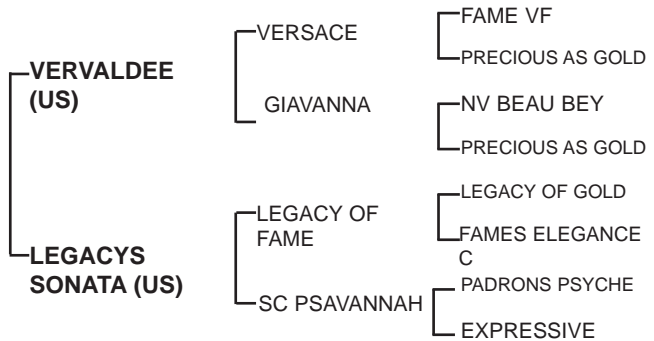 FAME VF
VERSACE
PRECIOUS AS GOLD
VERVALDEE
(US)
GIAVANNA
NV BEAU BEY
PRECIOUS AS GOLD
LEGACY OF GOLD
LEGACY OF
FAME
FAMES ELEGANCE
C
LEGACYS
SONATA (US)
PADRONS PSYCHE
SC PSAVANNAH
EXPRESSIVE